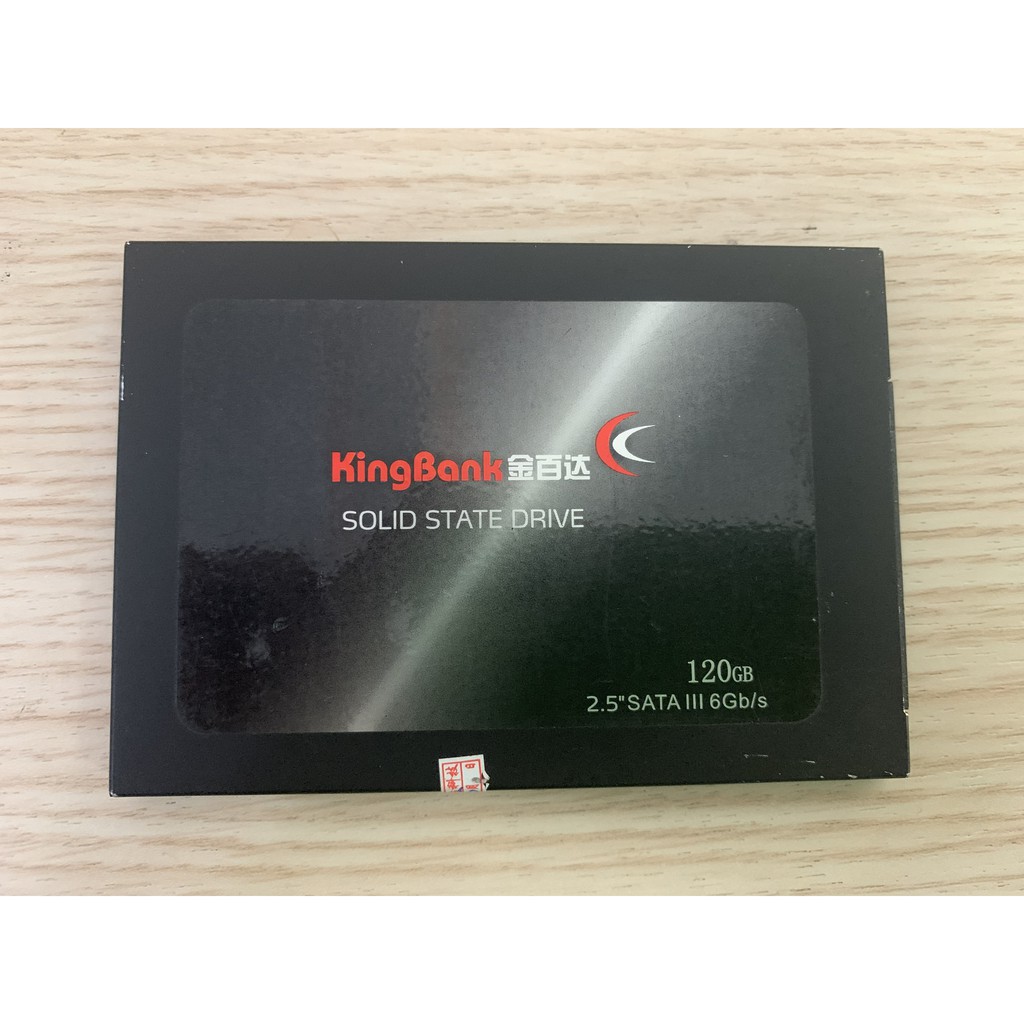 KingBank金百达
SOLID STATE DRIVE
120GB
2.5"SATA III 6Gb/s